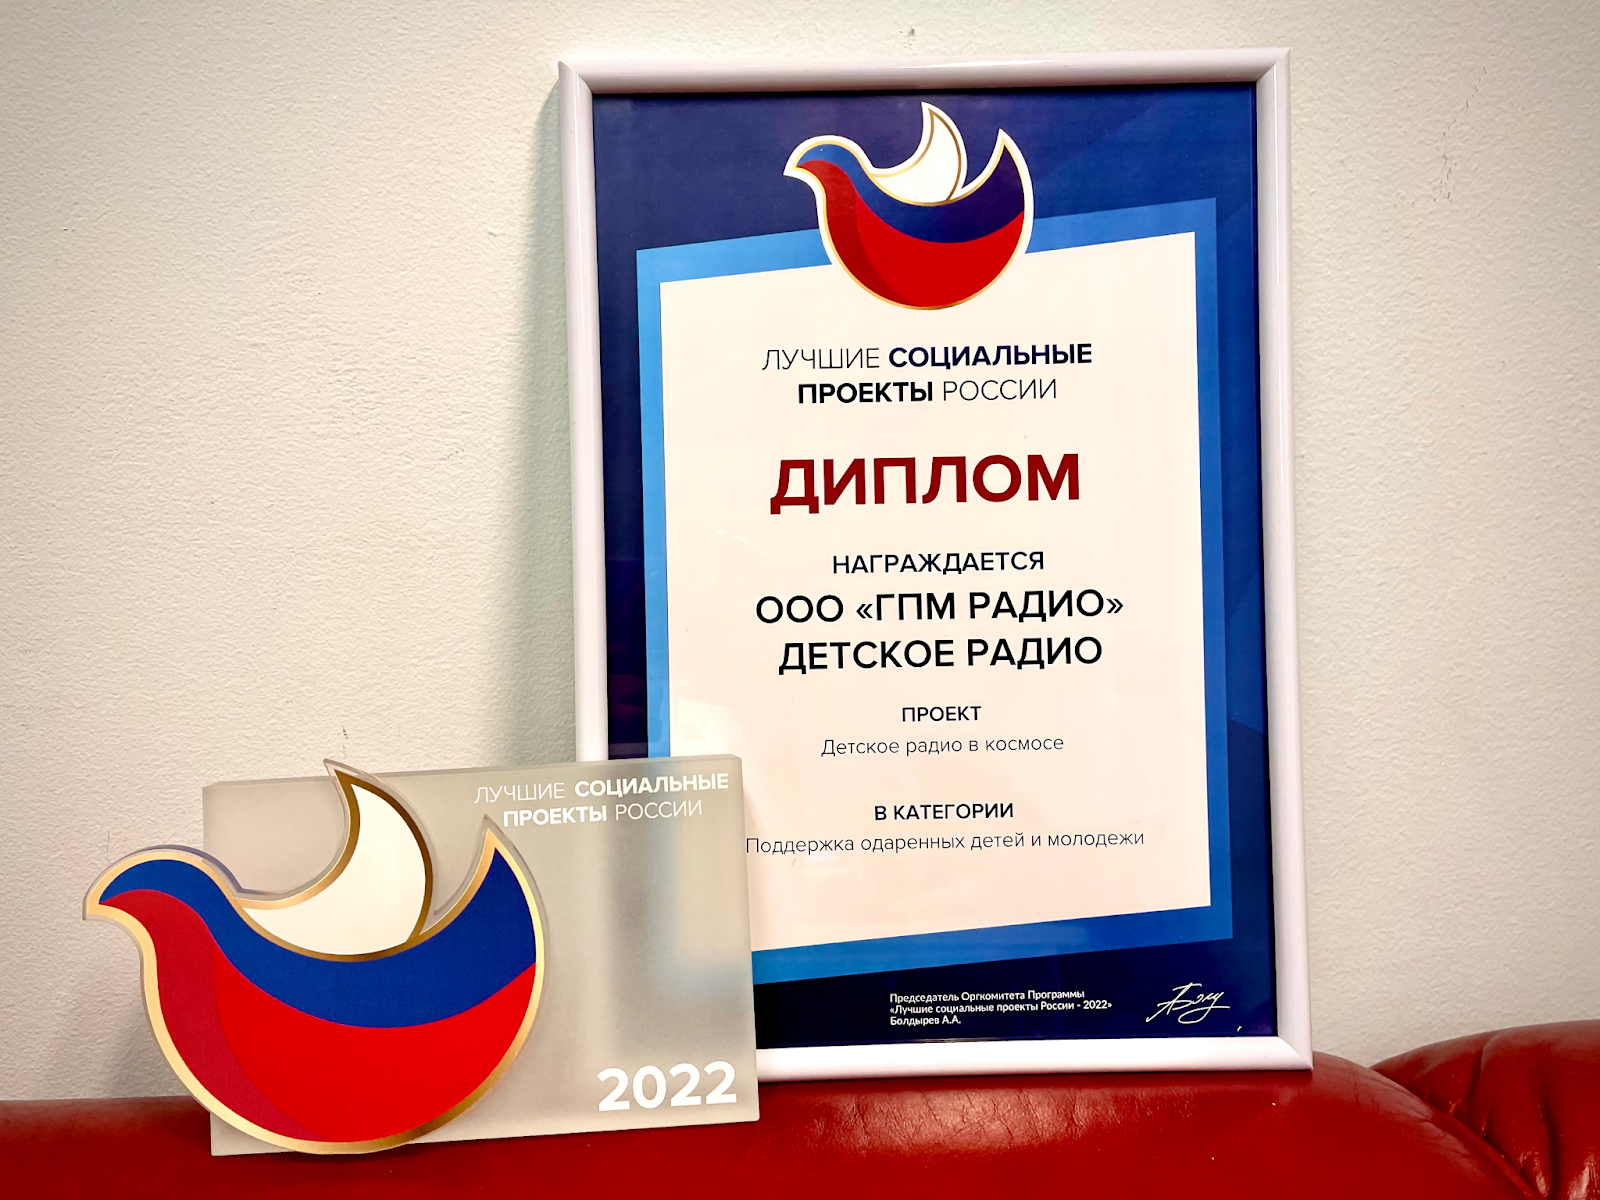 ЛУЧШИЕ СОЦИАЛЬНЫЕ
ПРОЕКТЫ РОССИИ
ДИПЛОМ
НАГРАЖДАЕТСЯ
ООО «ГПМ РАДИО»
ДЕТСКОЕ РАДИО
ПРОЕКТ
Детское радио в космосе
В КАТЕГОРИИ
Поддержка одаренных детей и молодежи
Председатель Оргкомитета Программы
«Лучшие социальные проекты России - 2022»
Болдырев А.А.
ЛУЧШИЕ СОЦИАЛЬНЫЕ
ПРОЕКТЫ РОССИИ
2022